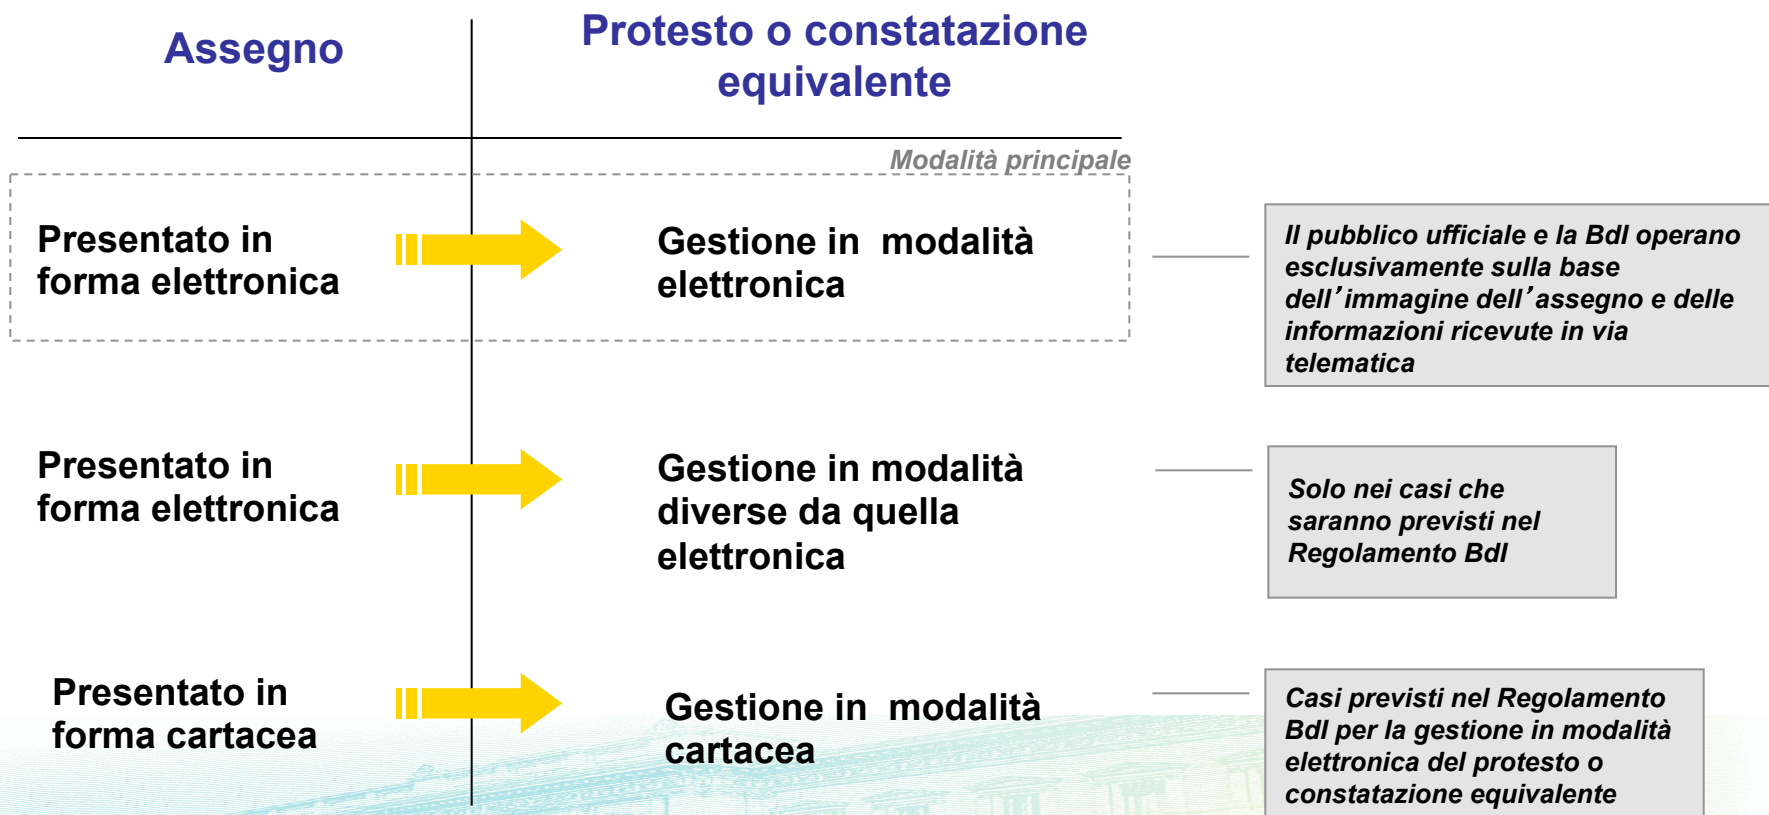 Assegno
Protesto o constatazione
equivalente
Modalità principale
Presentato in
forma elettronica
Gestione in modalità
elettronica
Il pubblico ufficiale e la BdI operano
esclusivamente sulla base
dell’immagine dell’assegno e delle
informazioni ricevute in via
telematica
Presentato in
forma elettronica
Gestione in modalità
diverse da quella
elettronica
Solo nei casi che
saranno previsti nel
Regolamento BdI
Presentato in
forma cartacea
Gestione in modalità
cartacea
Casi previsti nel Regolamento
BdI per la gestione in modalità
elettronica del protesto o
constatazione equivalente